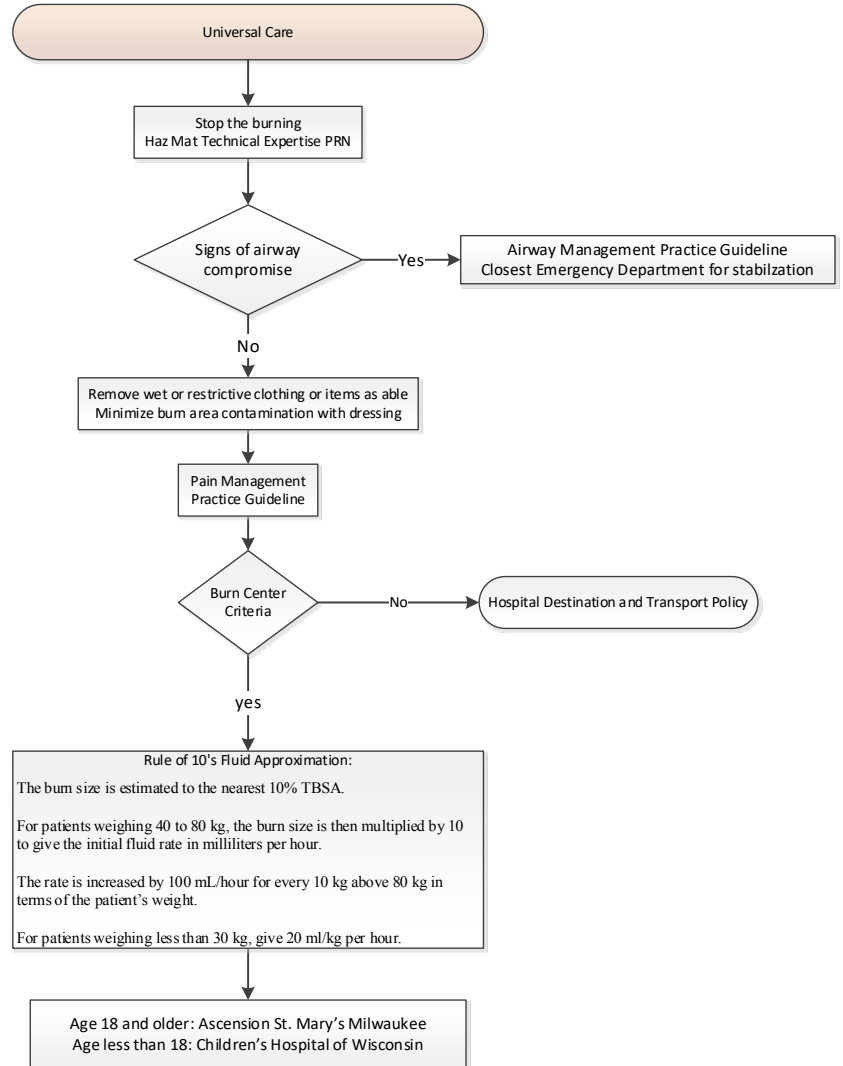 Universal Care
Stop the burning
Haz Mat Technical Expertise PRN
Signs of airway
compromise
Yes
Airway Management Practice Guideline
Closest Emergency Department for stabilzation
No
Remove wet or restrictive clothing or items as able
Minimize burn area contamination with dressing
Pain Management
Practice Guideline
Burn Center
Criteria
No
Hospital Destination and Transport Policy
yes
Rule of 10's Fluid Approximation:
The burn size is estimated to the nearest 10% TBSA.
For patients weighing 40 to 80 kg, the burn size is then multiplied by 10
to give the initial fluid rate in milliliters per hour.
The rate is increased by 100 mL/hour for every 10 kg above 80 kg in
terms of the patient’s weight.
For patients weighing less than 30 kg, give 20 ml/kg per hour.
Age 18 and older: Ascension St. Mary’s Milwaukee
Age less than 18: Children’s Hospital of Wisconsin